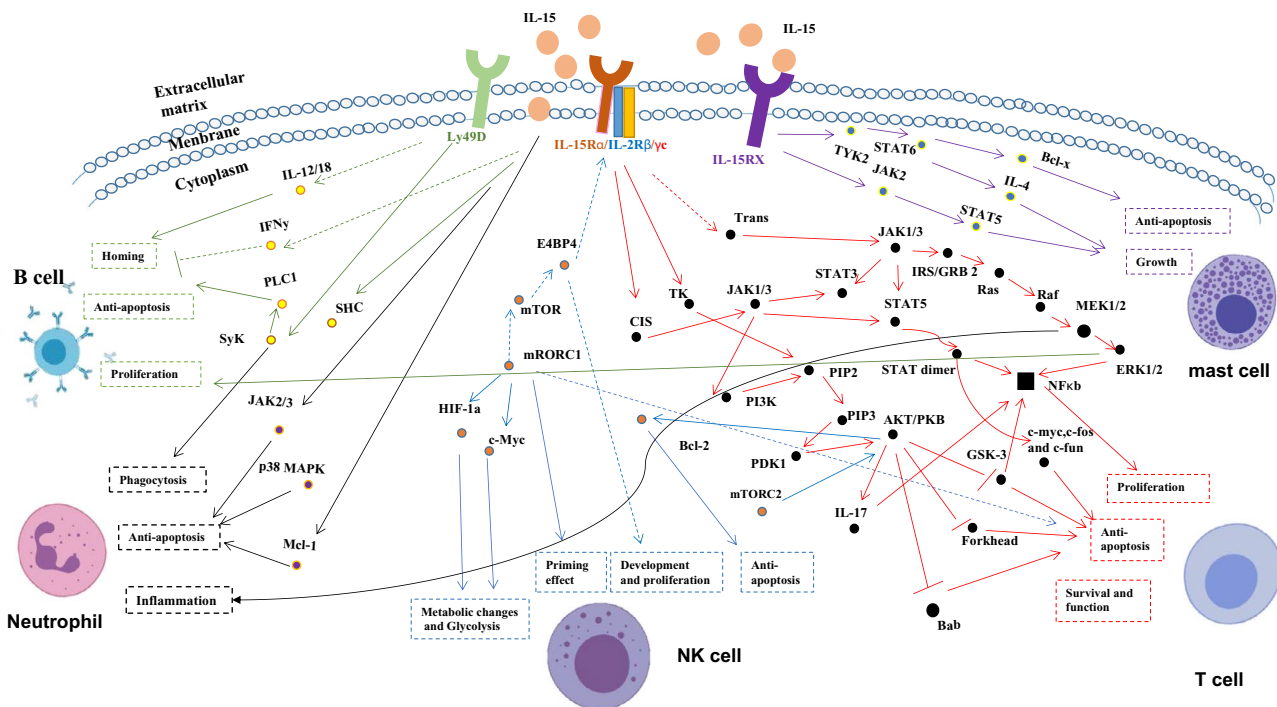 IL-15
IL-15
Extracellular
matrix
Menbrane
Cytoplasm
Ly49D
IL-15Rα/IL-2Rβ/γc
IL-15RX
TYK2
STAT6
Bcl-x
JAK2
IL-4
STAT5
Anti-apoptosis
Growth
mast cell
IL-12/18
IFNy
Homing
B cell
PLC1
Anti-apoptosis
SHC
SyK
Proliferation
E4BP4
mTOR
mRORC1
HIF-1a
c-Myc
Trans
JAK1/3
IRS/GRB 2
Ras
Raf
MEK1/2
ERK1/2
STAT3
STAT5
TK
JAK1/3
CIS
STAT dimer
NFκb
PIP2
PI3K
PIP3
AKT/PKB
PDK1
c-myc,c-fos
and c-fun
GSK-3
Bcl-2
mTORC2
IL-17
Forkhead
Bab
Proliferation
Anti-
apoptosis
Survival and
function
T cell
JAK2/3
p38 MAPK
Mcl-1
Phagocytosis
Anti-apoptosis
Inflammation
Neutrophil
Priming
effect
Development
and proliferation
Anti-
apoptosis
Metabolic changes
and Glycolysis
NK cell